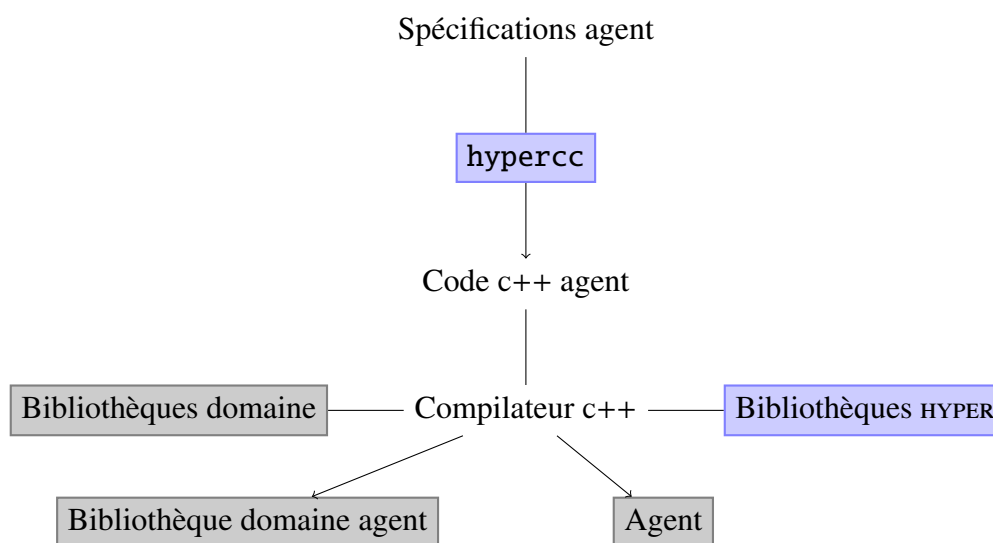 Spécifications agent
hypercc
Code c++ agent
Bibliothèques domaine
Compilateur c++
Bibliothèques HYPER
Bibliothèque domaine agent
Agent